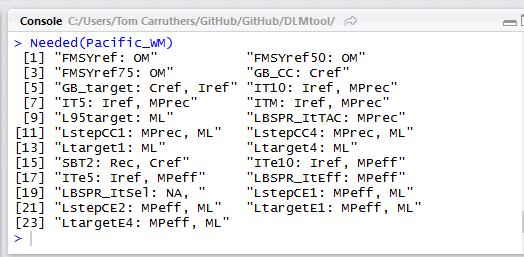 Console C:/Users/Tom Carruthers/GitHub/GitHub/DLMtool/
> Needed(Pacific_WM)
[1] "FMSYref: OM" "FMSYref50: OM"
[3] "FMSYref75: OM" "GB_CC: Cref"
[5] "GB_target: Cref, Iref" "IT10: Iref, MPrec"
[7] "IT5: Iref, MPrec" "ITM: Iref, MPrec"
[9] "L95target: ML" "LBSPR_ItTAC: MPrec"
[11] "LstepCC1: MPrec, ML" "LstepCC4: MPrec, ML"
[13] "Ltarget1: ML" "Ltarget4: ML"
[15] "SBT2: Rec, Cref" "ITe10: Iref, MPeff"
[17] "ITe5: Iref, MPeff" "LBSPR_ItEff: MPeff"
[19] "LBSPR_ItSel: NA, " "LstepCE1: MPeff, ML"
[21] "LstepCE2: MPeff, ML" "LtargetE1: MPeff, ML"
[23] "LtargetE4: MPeff, ML"
>